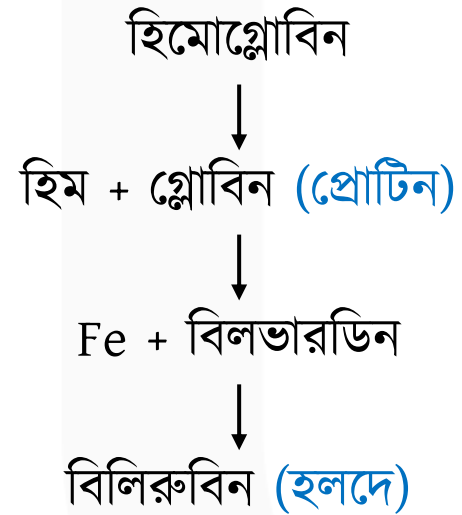 হিমোগ্লোবিন
হিম + গ্লোবিন (প্রোটিন)
Fe + বিলভারডিন
বিলিরুবিন (হলদে)